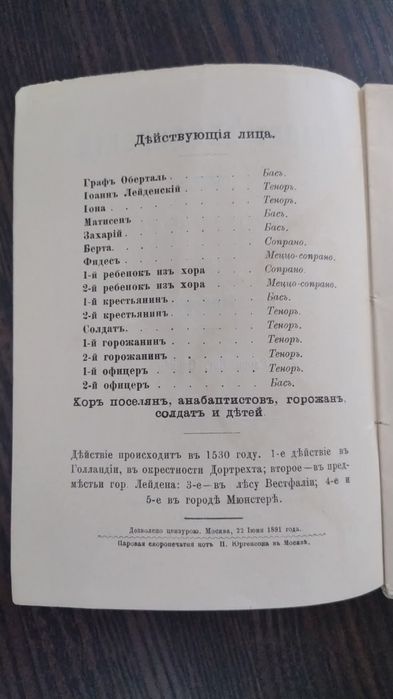 Дѣйствующія лица.
Графъ Оберталь . . . . . . . Басъ.
Іоаннъ Лейденскій . . . . . Теноръ.
Іона . . . . . . . . . . Теноръ.
Матисенъ . . . . . . . . Басъ.
Захарій . . . . . . . . . Басъ.
Берта . . . . . . . . . . Сопрано.
Фидесъ . . . . . . . . . Меццо-сопрано.
1-й ребенокъ изъ хора . . . . Сопрано.
2-й ребенокъ изъ хора . . . . Меццо-сопрано.
1-й крестьянинъ . . . . . . Басъ.
2-й крестьянинъ . . . . . . Теноръ.
Солдатъ . . . . . . . . . Теноръ.
1-й горожанинъ . . . . . . Теноръ.
2-й горожанинъ . . . . . . Теноръ.
1-й офицеръ . . . . . . . Теноръ.
2-й офицеръ . . . . . . . Басъ.
Хоръ поселянъ, анабаптистовъ, горожанъ,
солдатъ и дѣтей.
Дѣйствіе происходитъ въ 1530 году. 1-е дѣйствіе въ
Голландіи, въ окрестности Дортрехта; второе—въ пред-
мѣстьи гор. Лейдена; 3-е—въ лѣсу Вестфаліи; 4-е и
5-е въ городѣ Мюнстерѣ.
Дозволено цензурою. Москва, 22 Іюня 1891 года.
Паровая скоропечатня нотъ П. Юргенсона въ Москвѣ.